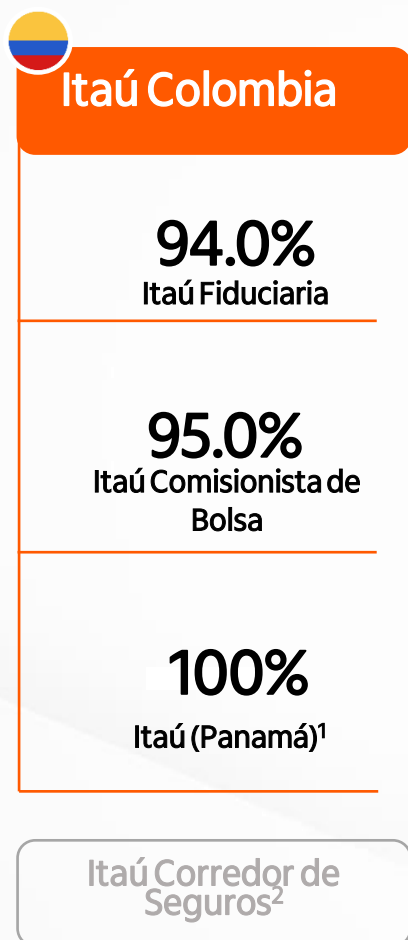 Itaú Colombia
94.0%
Itaú Fiduciaria
95.0%
Itaú Comisionista de
Bolsa
100%
Itaú (Panamá)¹
Itaú Corredor de
Seguros²